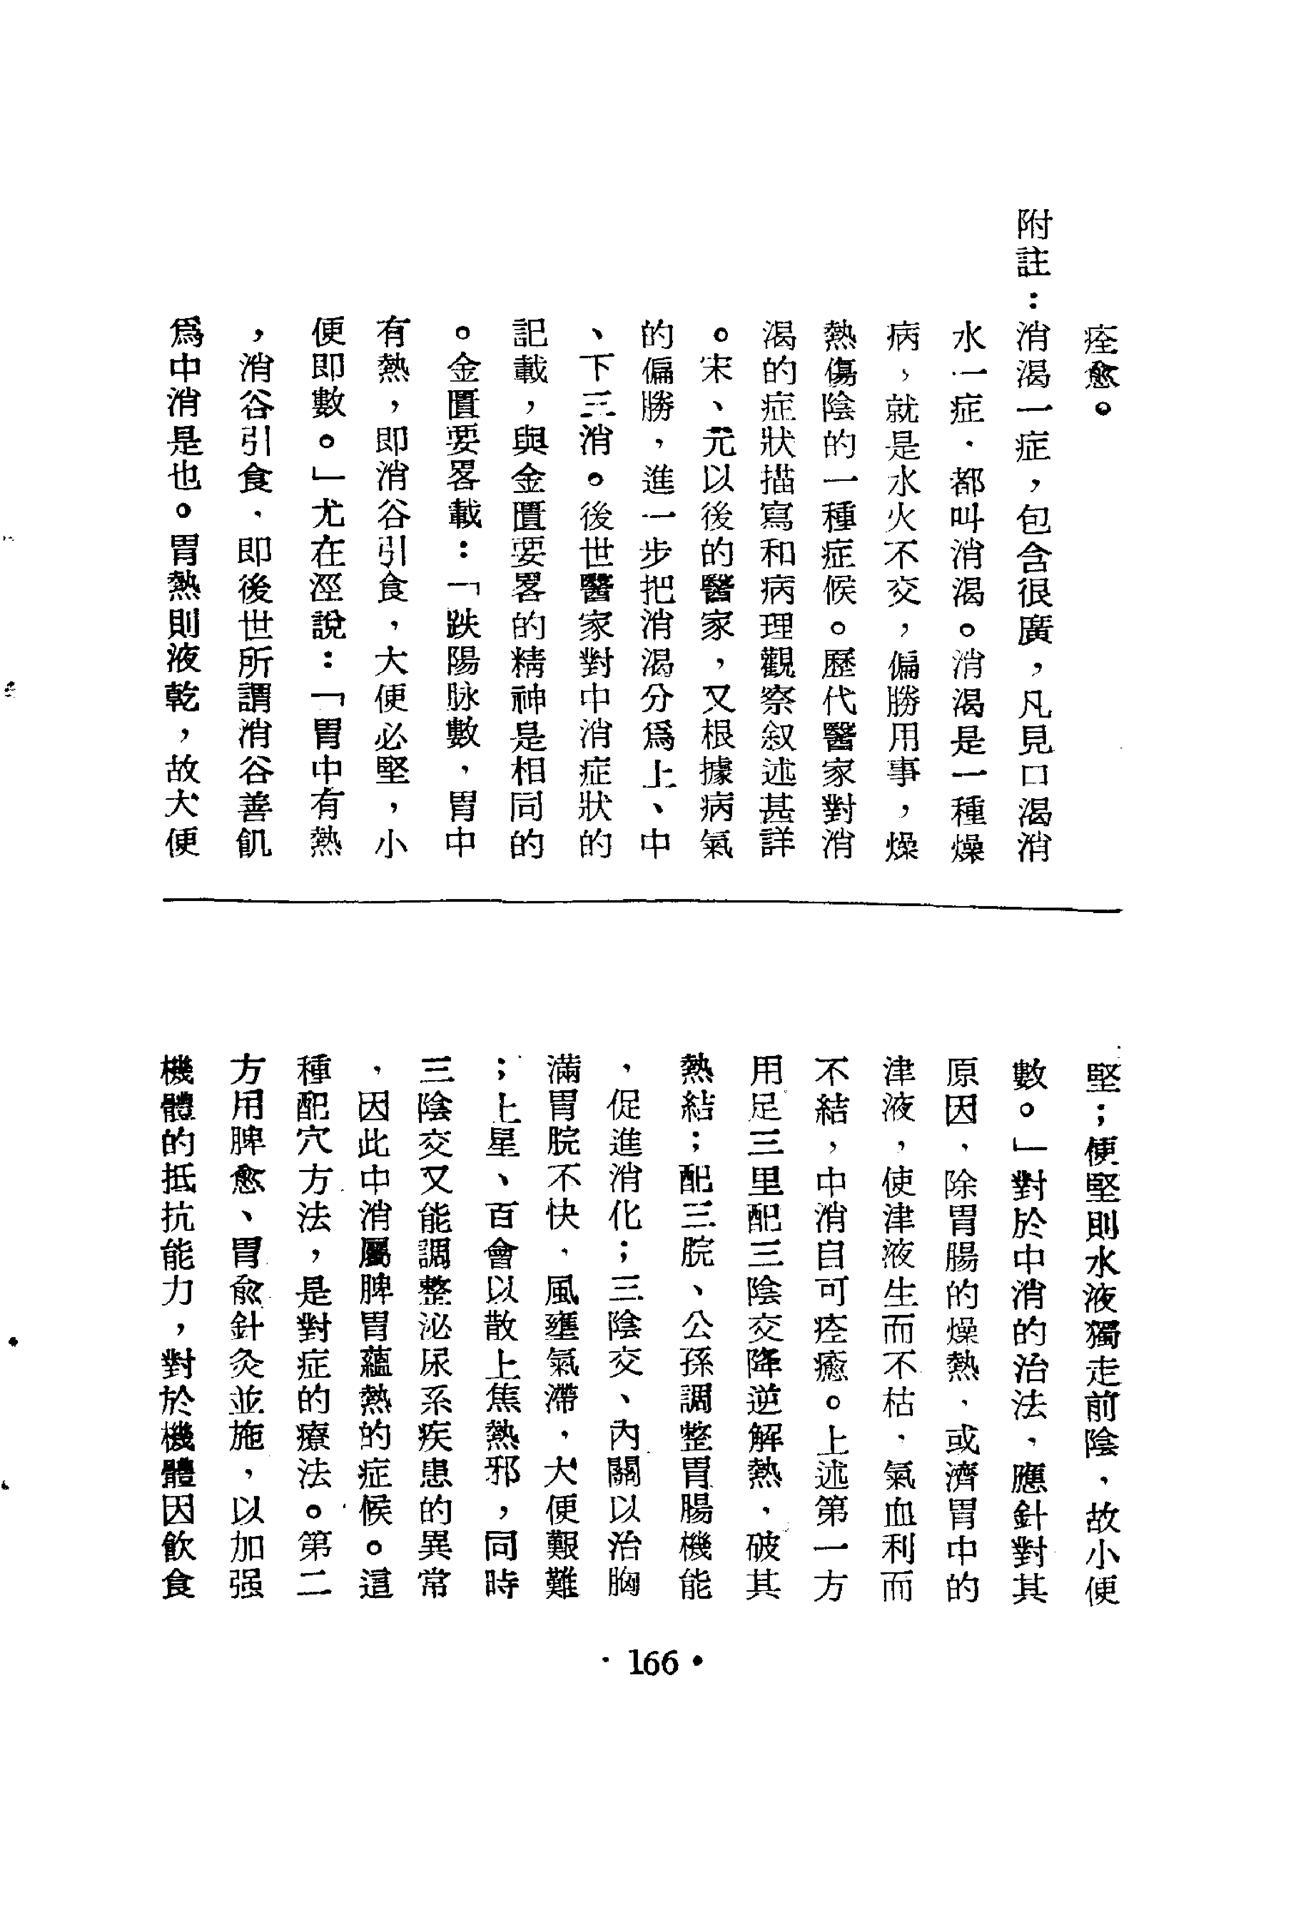 痊愈。
附註：消渴一症，包含很廣，凡見口渴消
水一症，都叫消渴。消渴是一種燥
病，就是水火不交，偏勝用事，燥
熱傷陰的一種症候。歷代醫家對消
渴的症狀描寫和病理觀察叙述甚詳
。宋、元以後的醫家，又根據病氣
的偏勝，進一步把消渴分爲上、中
、下三消。後世醫家對中消症狀的
記載，與金匱要畧的精神是相同的
。金匱要畧載：「趺陽脉數，胃中
有熱，即消谷引食，大便必堅，小
便即數。」尤在涇說：「胃中有熱
，消谷引食，即後世所謂消谷善飢
爲中消是也。胃熱則液乾，故大便
堅；便堅則水液獨走前陰，故小便
數。」對於中消的治法，應針對其
原因，除胃腸的燥熱，或濟胃中的
津液，使津液生而不枯，氣血利而
不結，中消自可痊癒。上述第一方
用足三里配三陰交降逆解熱，破其
熱結；配三脘、公孫調整胃腸機能
，促進消化；三陰交、內關以治胸
滿胃脘不快，風壅氣滯，大便艱難
；上星、百會以散上焦熱邪，同時
三陰交又能調整泌尿系疾患的異常
，因此中消屬脾胃蘊熱的症候。這
種配穴方法，是對症的療法。第二
方用脾愈、胃兪針灸並施，以加强
機體的抵抗能力，對於機體因飲食
·166·